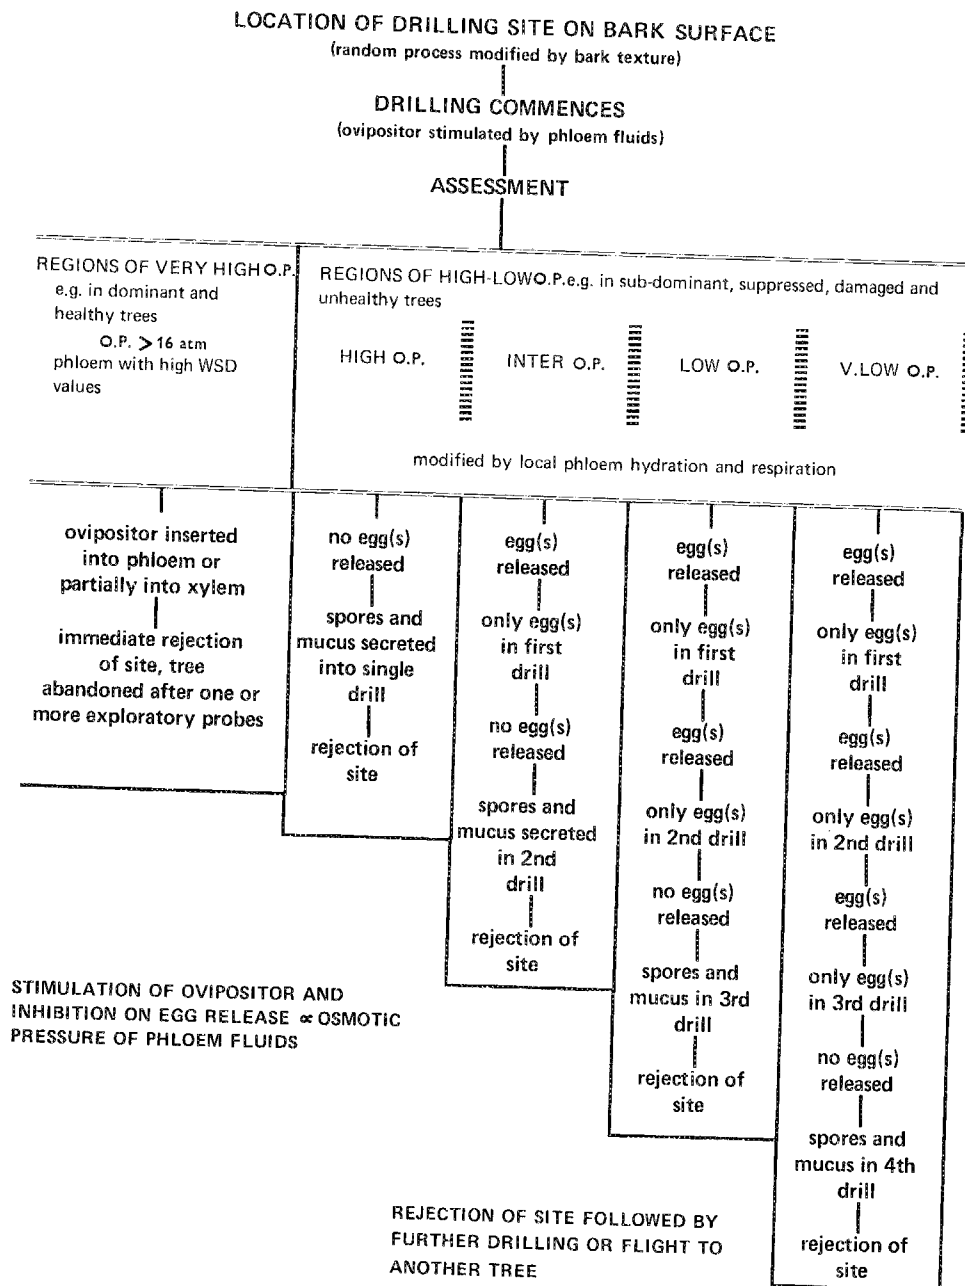 LOCATION OF DRILLING SITE ON BARK SURFACE
(random process modified by bark texture)
DRILLING COMMENCES
(ovipositor stimulated by phloem fluids)
ASSESSMENT
REGIONS OF VERY HIGH O.P.
e.g. in dominant and
healthy trees
O.P. > 16 atm
phloem with high WSD
values
REGIONS OF HIGH-LOW O.P. e.g. in sub-dominant, suppressed, damaged and
unhealthy trees
HIGH O.P.
INTER O.P.
LOW O.P.
V.LOW O.P.
modified by local phloem hydration and respiration
ovipositor inserted
into phloem or
partially into xylem
immediate rejection
of site, tree
abandoned after one or
more exploratory probes
no egg(s)
released
spores and
mucus secreted
into single
drill
rejection of
site
egg(s)
released
only egg(s)
in first
drill
no egg(s)
released
spores and
mucus secreted
in 2nd
drill
rejection of
site
egg(s)
released
only egg(s)
in first
drill
egg(s)
released
only egg(s)
in 2nd drill
no egg(s)
released
spores and
mucus in 3rd
drill
rejection of
site
egg(s)
released
only egg(s)
in first
drill
egg(s)
released
only egg(s)
in 2nd drill
egg(s)
released
only egg(s)
in 3rd drill
no egg(s)
released
spores and
mucus in 4th
drill
rejection of
site
STIMULATION OF OVIPOSITOR AND
INHIBITION ON EGG RELEASE ∝ OSMOTIC
PRESSURE OF PHLOEM FLUIDS
REJECTION OF SITE FOLLOWED BY
FURTHER DRILLING OR FLIGHT TO
ANOTHER TREE